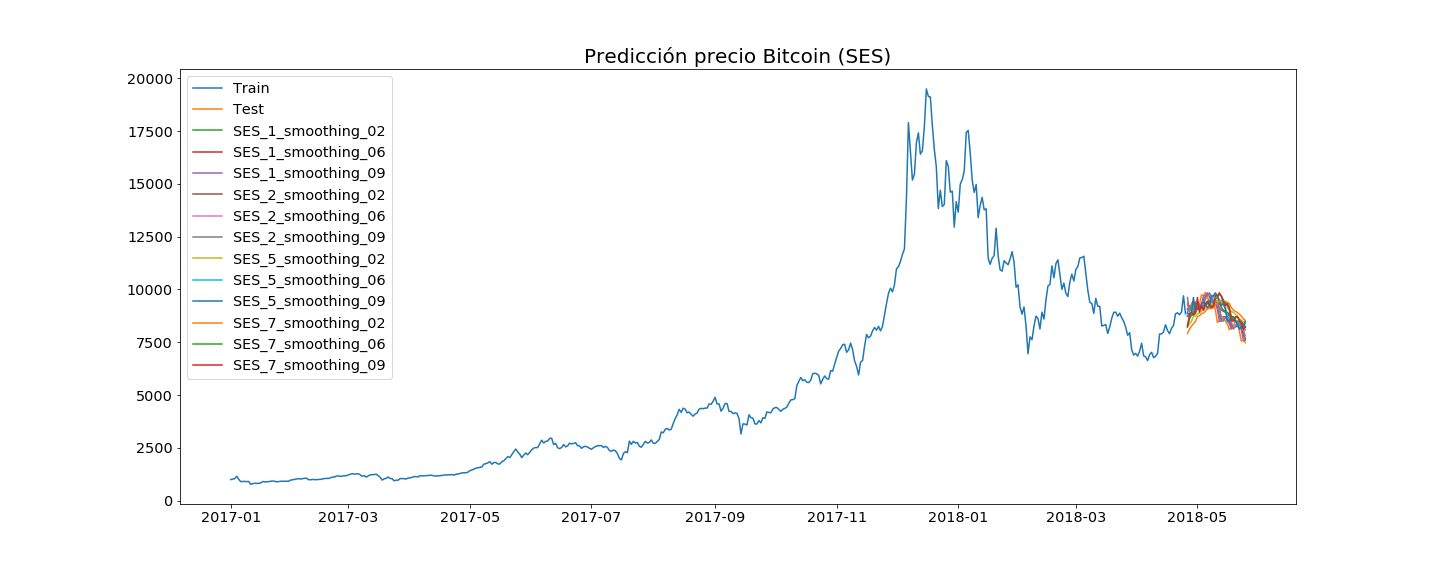 Predicción precio Bitcoin (SES)
20000
17500
15000
12500
10000
7500
5000
2500
0
Train
Test
SES_1_smoothing_02
SES_1_smoothing_06
SES_1_smoothing_09
SES_2_smoothing_02
SES_2_smoothing_06
SES_2_smoothing_09
SES_5_smoothing_02
SES_5_smoothing_06
SES_5_smoothing_09
SES_7_smoothing_02
SES_7_smoothing_06
SES_7_smoothing_09
2017-01 2017-03 2017-05 2017-07 2017-09 2017-11 2018-01 2018-03 2018-05